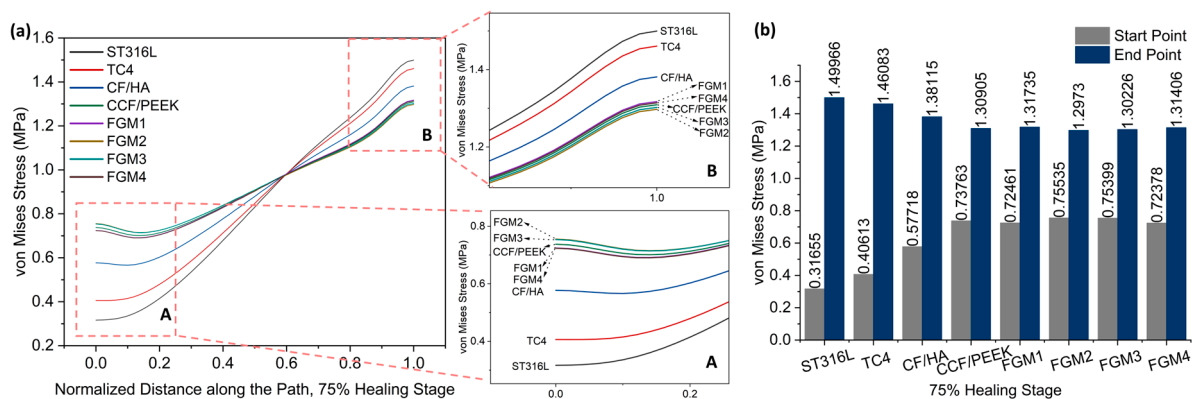 (a)
1.6
1.4
1.2
1.0
0.8
0.6
0.4
0.2
von Mises Stress (MPa)
ST316L
TC4
CF/HA
CCF/PEEK
FGM1
FGM2
FGM3
FGM4
B
A
0.0 0.2 0.4 0.6 0.8 1.0
Normalized Distance along the Path, 75% Healing Stage
von Mises Stress (MPa)
1.4
1.2
ST316L
TC4
CF/HA
FGM1
FGM4
CCF/PEEK
FGM3
FGM2
B
1.0
von Mises Stress (MPa)
0.8
0.6
0.4
FGM2
FGM3
CCF/PEEK
FGM1
FGM4
CF/HA
TC4
ST316L
A
0.0 0.2
(b)
Start Point
End Point
von Mises Stress (MPa)
1.6
1.4
1.2
1.0
0.8
0.6
0.4
0.2
0.0
0.31655
1.49966
0.40613
1.46083
0.57718
1.38115
0.73763
1.30905
0.72461
1.31735
0.75535
1.2973
0.75399
1.30226
0.72378
1.31406
ST316L TC4 CF/HA CCF/PEEK FGM1 FGM2 FGM3 FGM4
75% Healing Stage